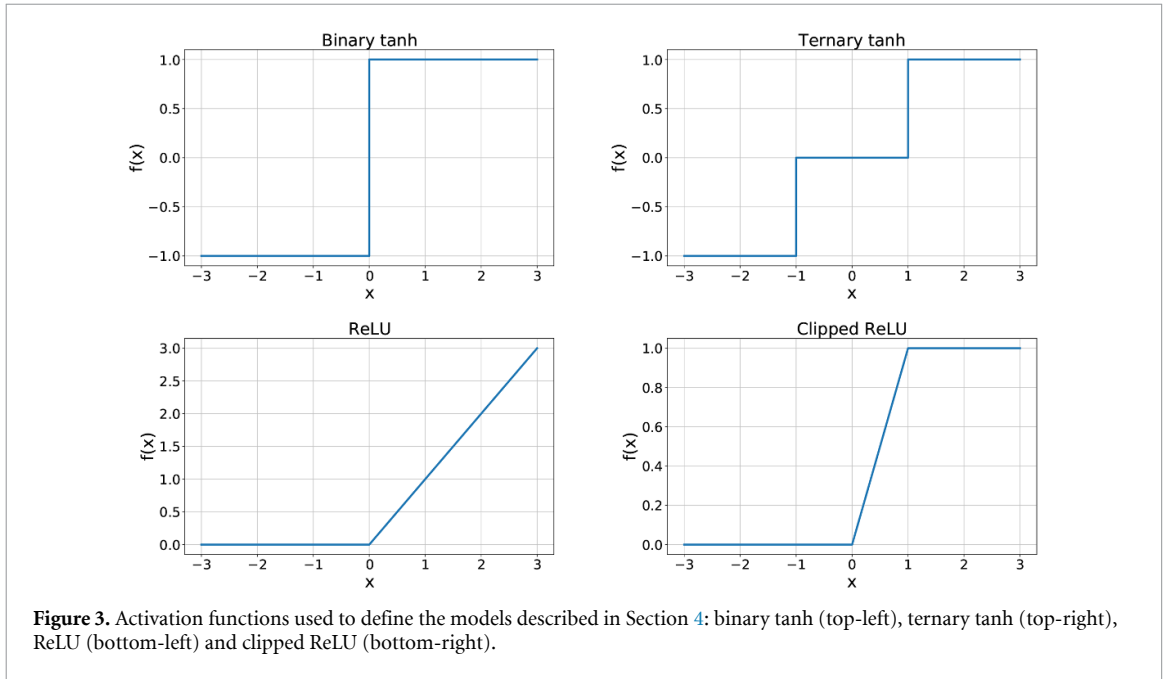 Binary tanh
1.0
0.5
0.0
−0.5
−1.0
f(x)
−3 −2 −1 0 1 2 3
x
Ternary tanh
1.0
0.5
0.0
−0.5
−1.0
f(x)
−3 −2 −1 0 1 2 3
x
ReLU
3.0
2.5
2.0
1.5
1.0
0.5
0.0
f(x)
−3 −2 −1 0 1 2 3
x
Clipped ReLU
1.0
0.8
0.6
0.4
0.2
0.0
f(x)
−3 −2 −1 0 1 2 3
x
Figure 3. Activation functions used to define the models described in Section 4: binary tanh (top-left), ternary tanh (top-right),
ReLU (bottom-left) and clipped ReLU (bottom-right).